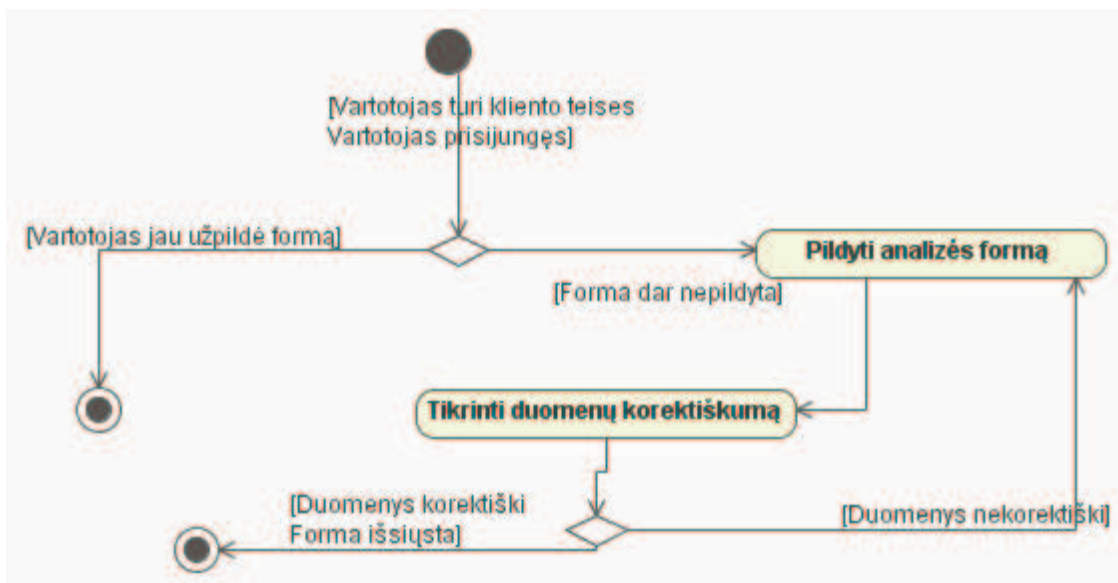 [Vartotojas turi kliento teises
Vartotojas prisijungęs]
[Vartotojas jau užpildė formą]
Pildyti analizės formą
[Forma dar nepildyta]
Tikrinti duomenų korektiškumą
[Duomenys korektiški
Forma išsiųsta]
[Duomenys nekorektiški]